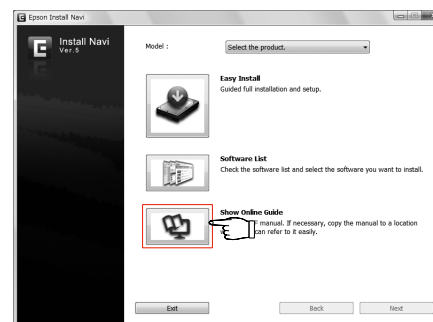 Epson Install Navi
Install Navi
Ver.5
Model :
Select the product.
Easy Install
Guided full installation and setup.
Software List
Check the software list and select the software you want to install.
Show Online Guide
manual. If necessary, copy the manual to a location
can refer to it easily.
Exit
Back
Next